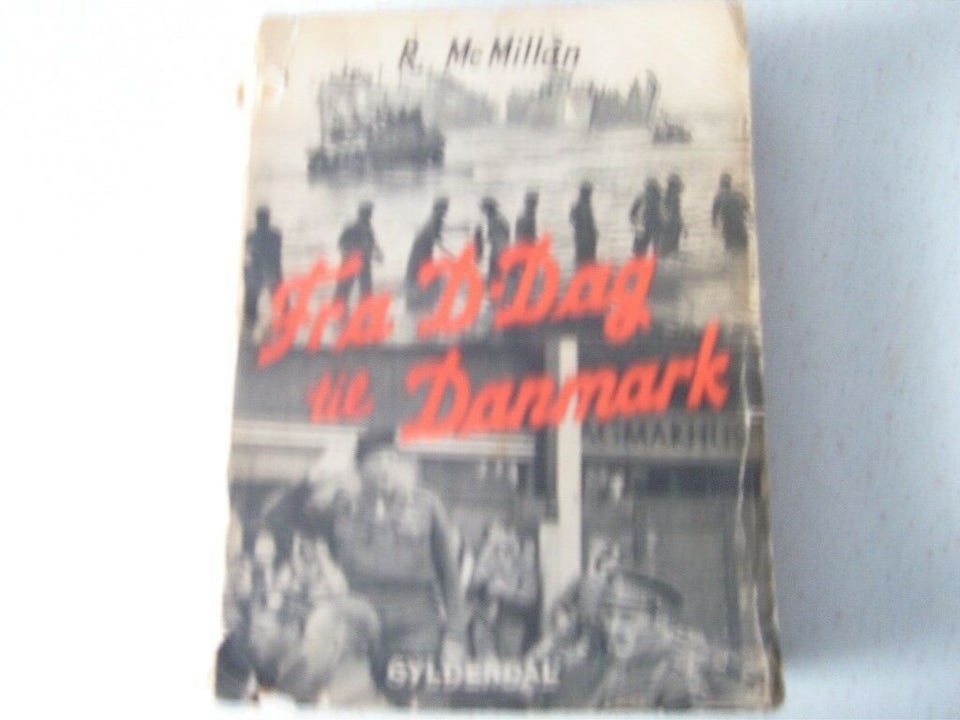 R. McMillan
Fra D-Dag
til Danmark
GYLDENDAL